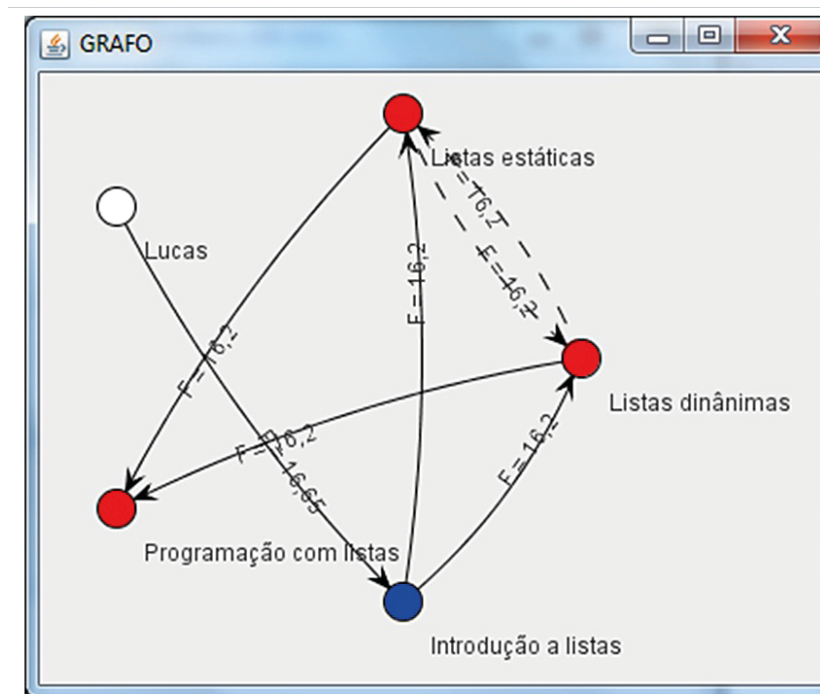 GRAFO
Listas estáticas
F = 16,2
Lucas
F = 16,2
F = 16,2
F = 16,2
Listas dinânimas
F = 16,2
F = 16,2
F = 16,65
Programação com listas
Introdução a listas